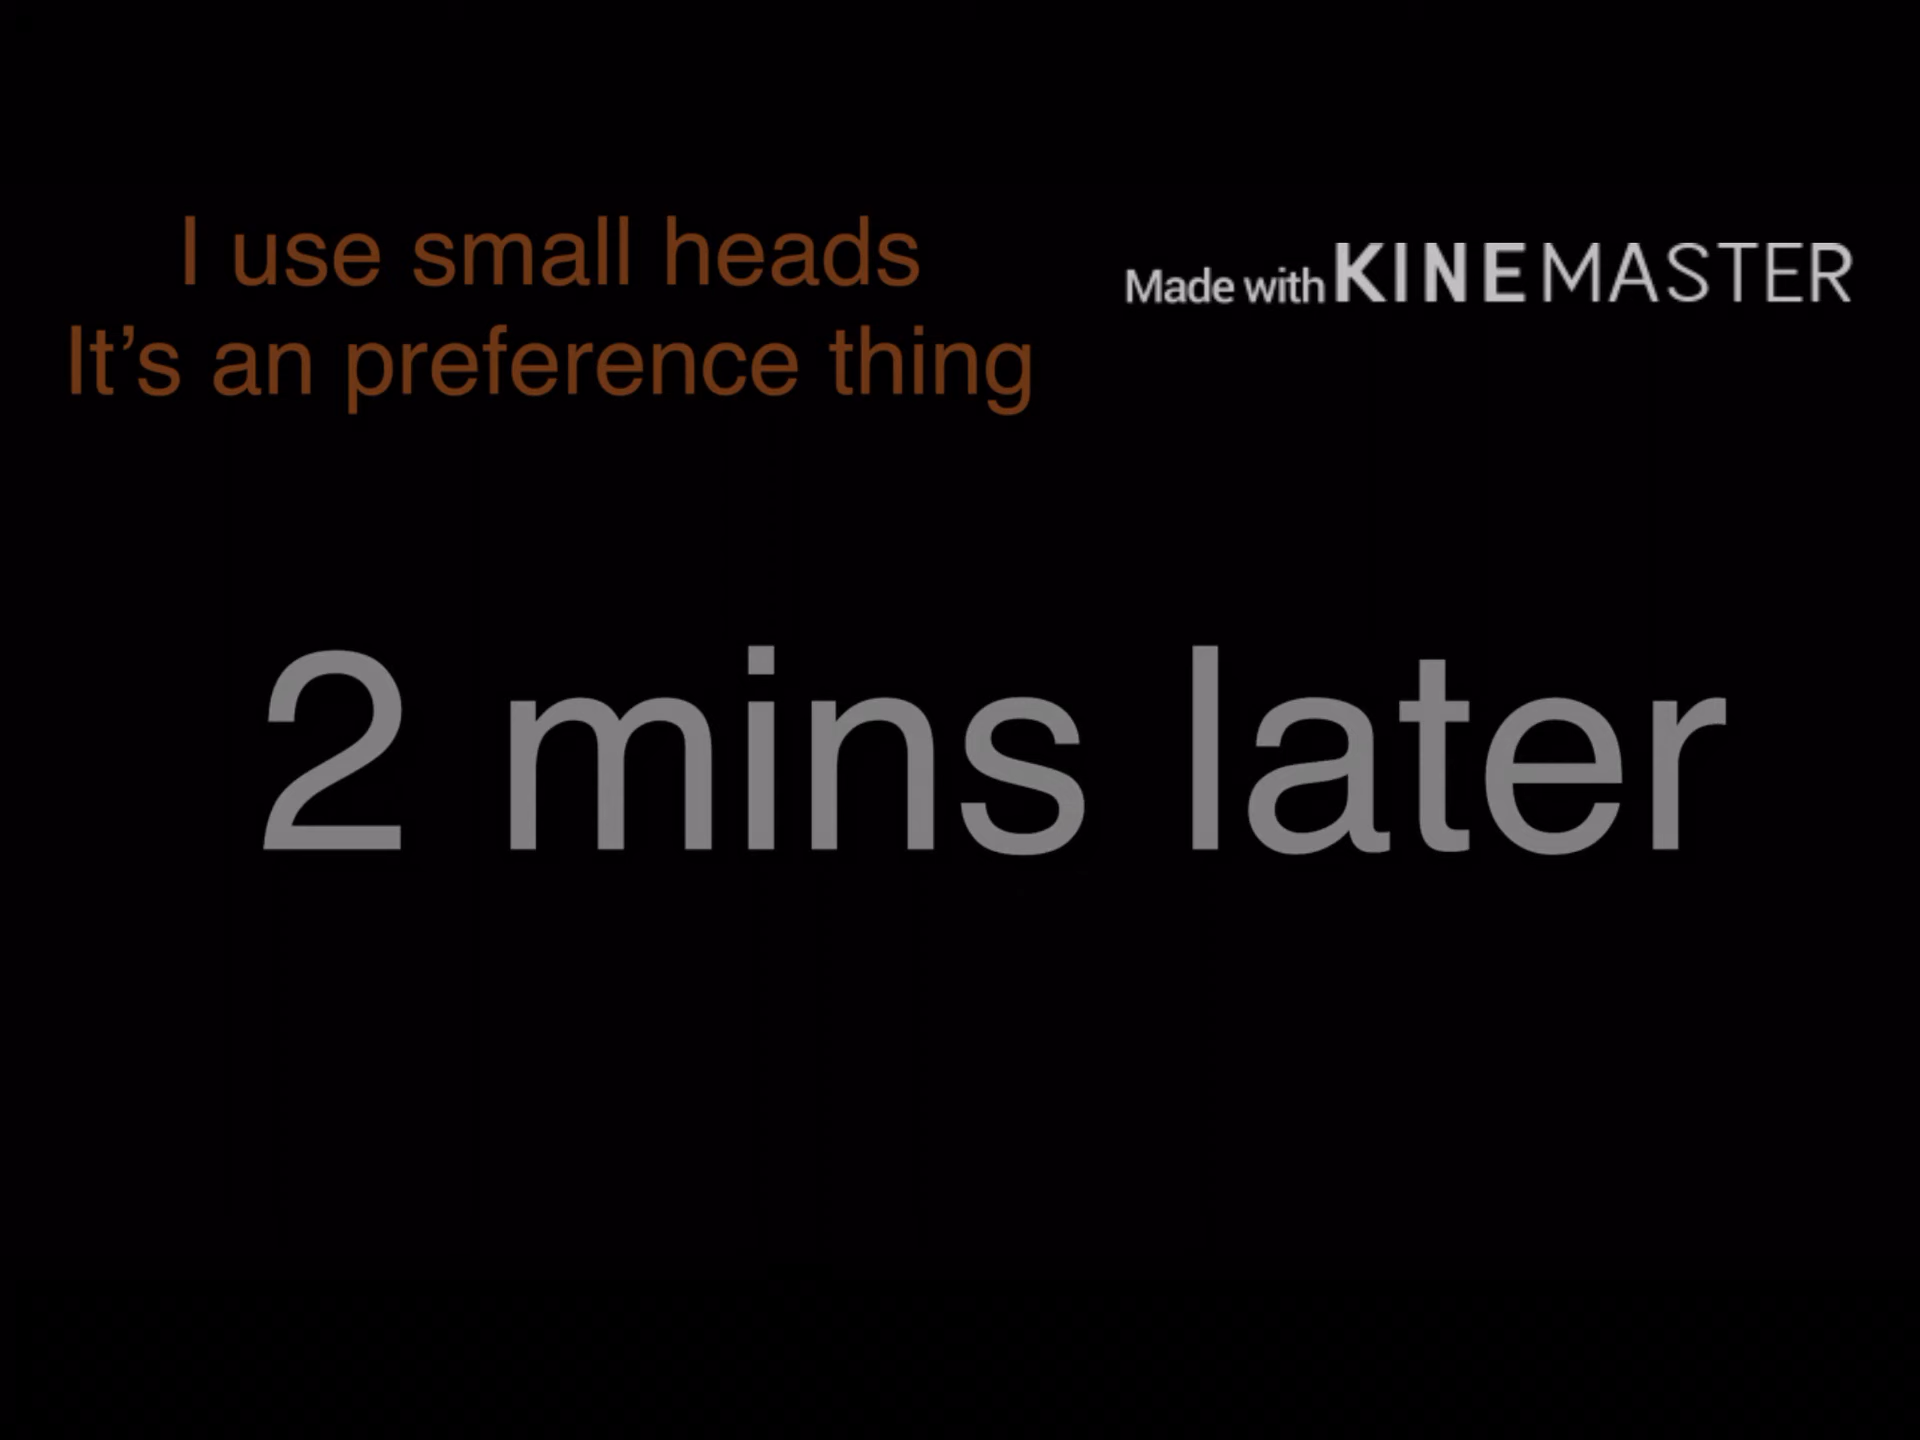 I use small heads
It’s an preference thing
Made with KINEMASTER
2 mins later